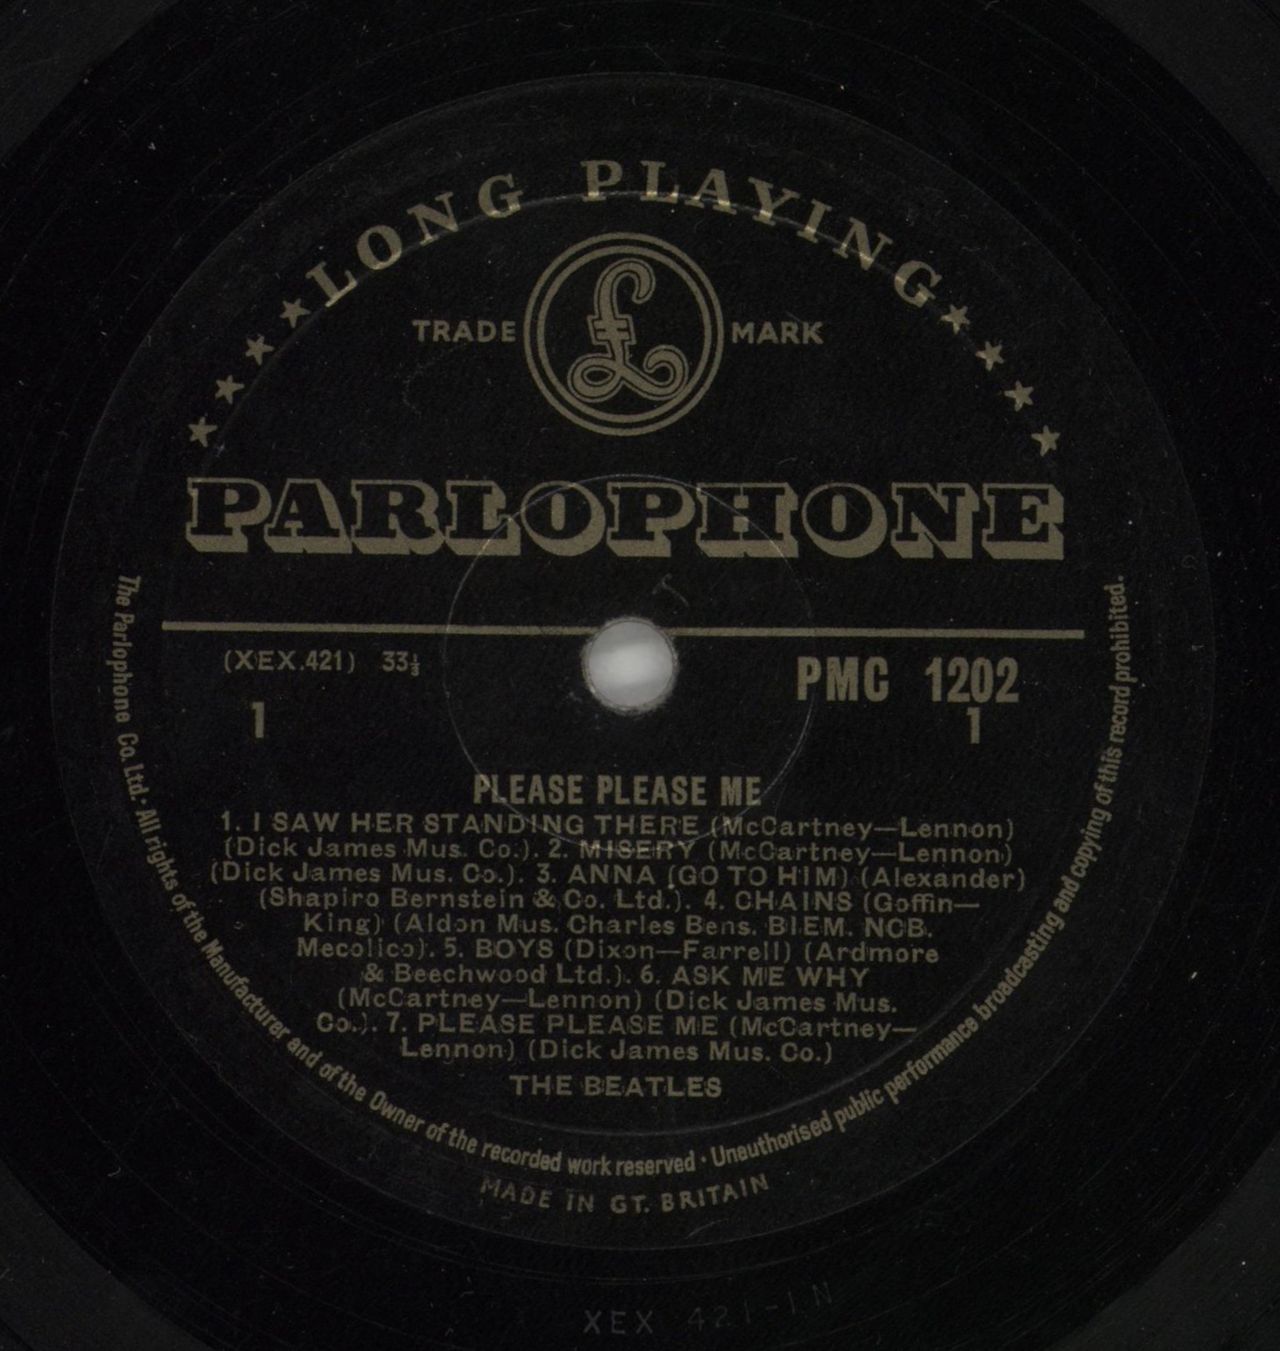 ★★★★LONG PLAYING★★★★
TRADE £ MARK
PARLOPHONE
(XEX.421) 33⅓
PMC 1202
1
1
PLEASE PLEASE ME
1. I SAW HER STANDING THERE (McCartney—Lennon)
(Dick James Mus. Co.). 2. MISERY (McCartney—Lennon)
(Dick James Mus. Co.). 3. ANNA (GO TO HIM) (Alexander)
(Shapiro Bernstein & Co. Ltd.). 4. CHAINS (Goffin—
King) (Aldon Mus. Charles Bens. BIEM. NCB.
Mecolico). 5. BOYS (Dixon—Farrell) (Ardmore
& Beechwood Ltd.). 6. ASK ME WHY
(McCartney—Lennon) (Dick James Mus.
Co.). 7. PLEASE PLEASE ME (McCartney—
Lennon) (Dick James Mus. Co.)
THE BEATLES
The Parlophone Co. Ltd. · All rights of the Manufacturer and of the Owner of the recorded work reserved · Unauthorised public performance broadcasting and copying of this record prohibited.
MADE IN GT. BRITAIN
XEX 421-1N